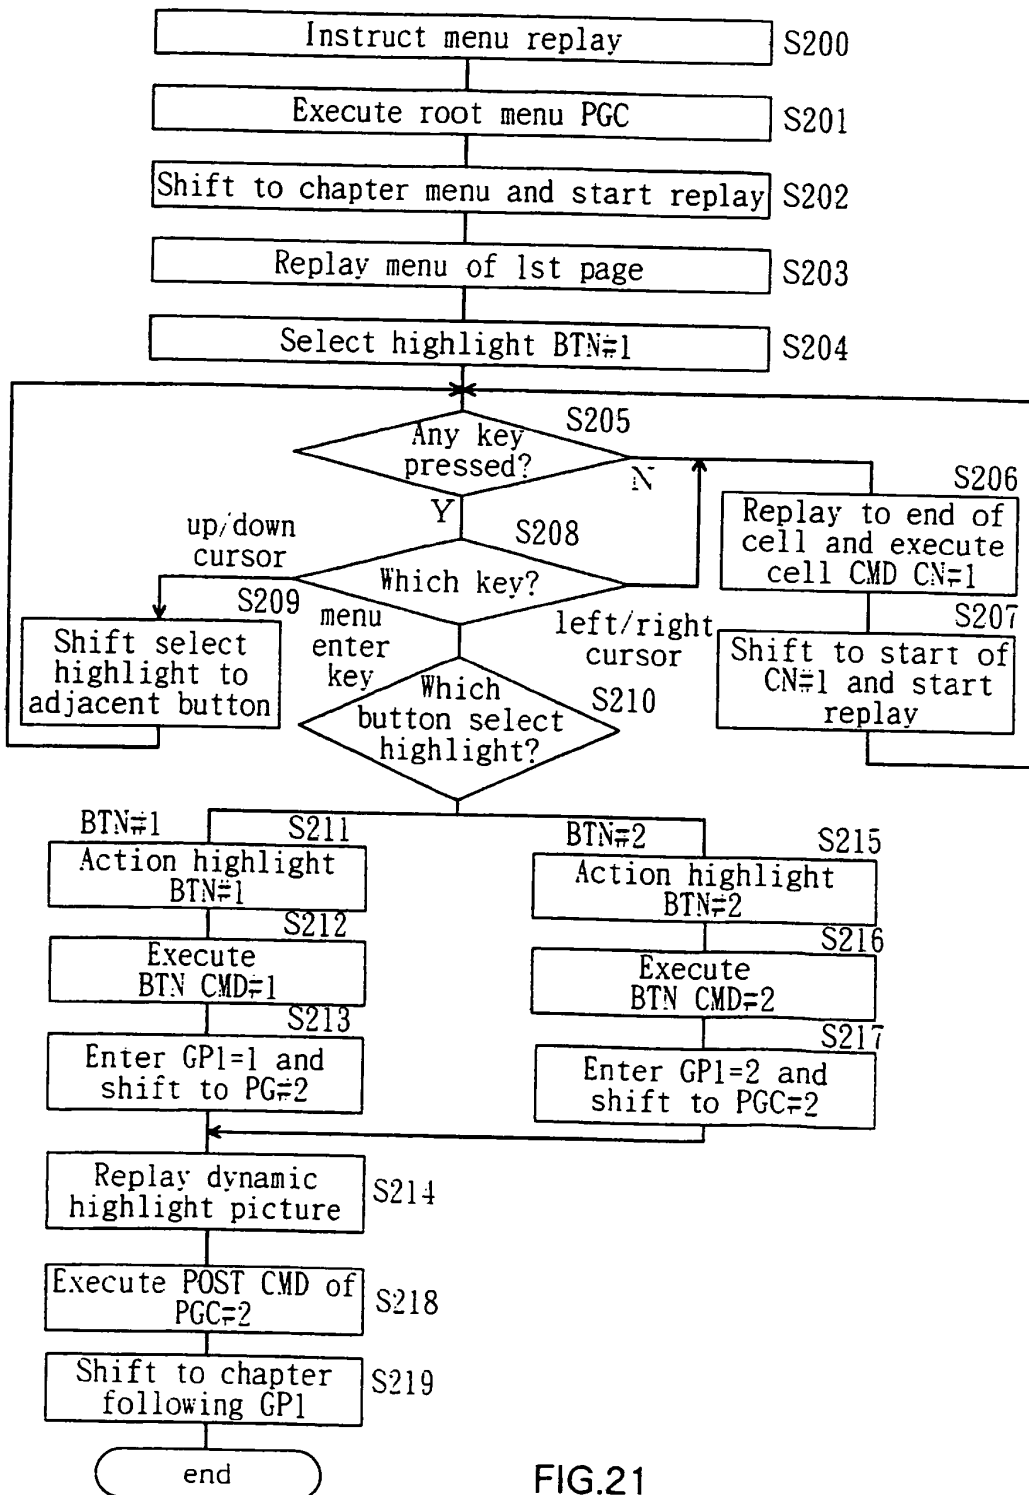 Instruct menu replay
S200
Execute root menu PGC
S201
Shift to chapter menu and start replay
S202
Replay menu of 1st page
S203
Select highlight BTN#1
S204
S205
Any key
pressed?
N
Y
S206
Replay to end of
cell and execute
cell CMD CN#1
S207
Shift to start of
CN#1 and start
replay
up/down
cursor
S208
Which key?
S209
Shift select
highlight to
adjacent button
menu
enter
key
left/right
cursor
S210
Which
button select
highlight?
BTN#1
S211
Action highlight
BTN#1
S212
Execute
BTN CMD#1
S213
Enter GP1=1 and
shift to PG#2
BTN#2
S215
Action highlight
BTN#2
S216
Execute
BTN CMD#2
S217
Enter GP1=2 and
shift to PGC#2
Replay dynamic
highlight picture
S214
Execute POST CMD of
PGC#2
S218
Shift to chapter
following GP1
S219
end
FIG.21